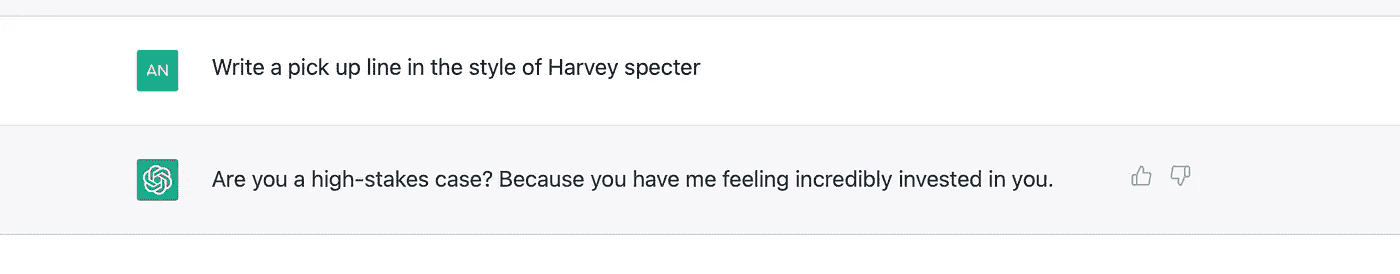 AN
Write a pick up line in the style of Harvey specter
Are you a high-stakes case? Because you have me feeling incredibly invested in you.